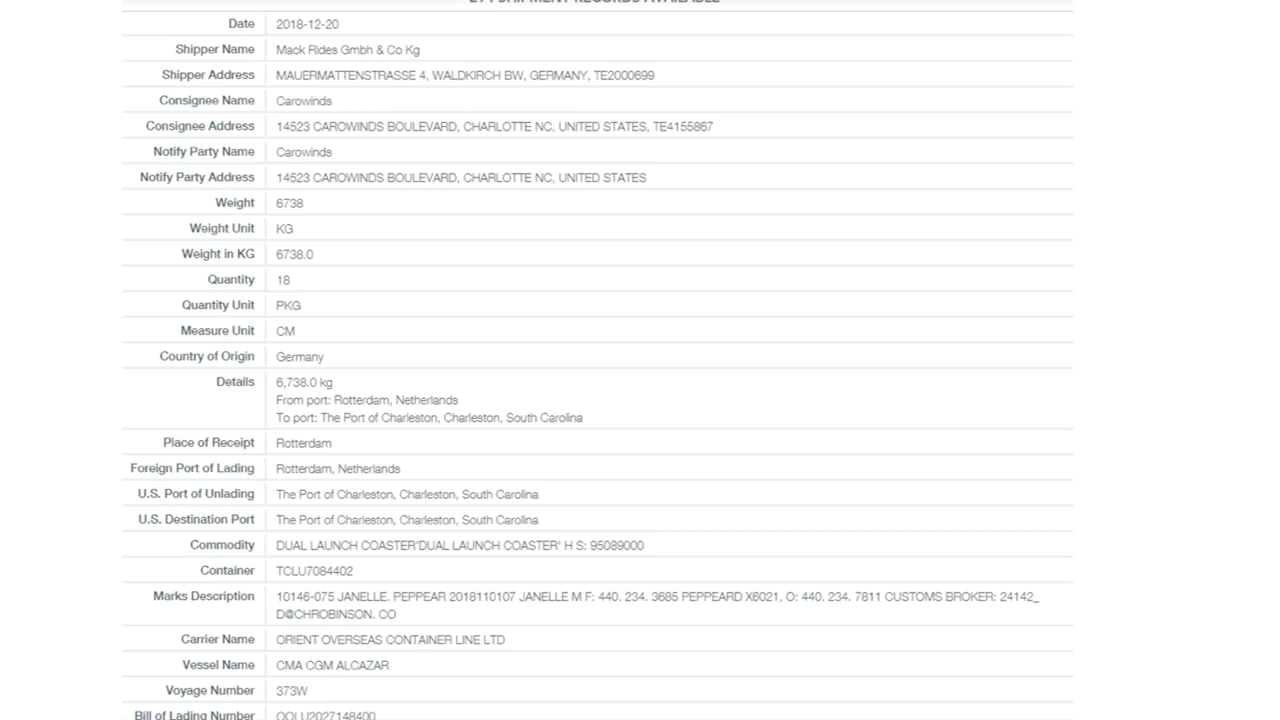 SHIPMENT RECORDS AVAILABLE
Date 2018-12-20
Shipper Name Mack Rides Gmbh & Co Kg
Shipper Address MAUERMATTENSTRASSE 4, WALDKIRCH BW, GERMANY, TE2000699
Consignee Name Carowinds
Consignee Address 14523 CAROWINDS BOULEVARD, CHARLOTTE NC, UNITED STATES, TE4155867
Notify Party Name Carowinds
Notify Party Address 14523 CAROWINDS BOULEVARD, CHARLOTTE NC, UNITED STATES
Weight 6738
Weight Unit KG
Weight in KG 6738.0
Quantity 18
Quantity Unit PKG
Measure Unit CM
Country of Origin Germany
Details 6,738.0 kg
From port: Rotterdam, Netherlands
To port: The Port of Charleston, Charleston, South Carolina
Place of Receipt Rotterdam
Foreign Port of Lading Rotterdam, Netherlands
U.S. Port of Unlading The Port of Charleston, Charleston, South Carolina
U.S. Destination Port The Port of Charleston, Charleston, South Carolina
Commodity DUAL LAUNCH COASTER"DUAL LAUNCH COASTER" H S: 95089000
Container TCLU7084402
Marks Description 10146-075 JANELLE. PEPPEAR 2018110107 JANELLE M F: 440. 234. 3685 PEPPEARD X6021, O: 440. 234. 7811 CUSTOMS BROKER: 24142_
D@CHROBINSON. CO
Carrier Name ORIENT OVERSEAS CONTAINER LINE LTD
Vessel Name CMA CGM ALCAZAR
Voyage Number 373W
Bill of Lading Number OOLU2027148400